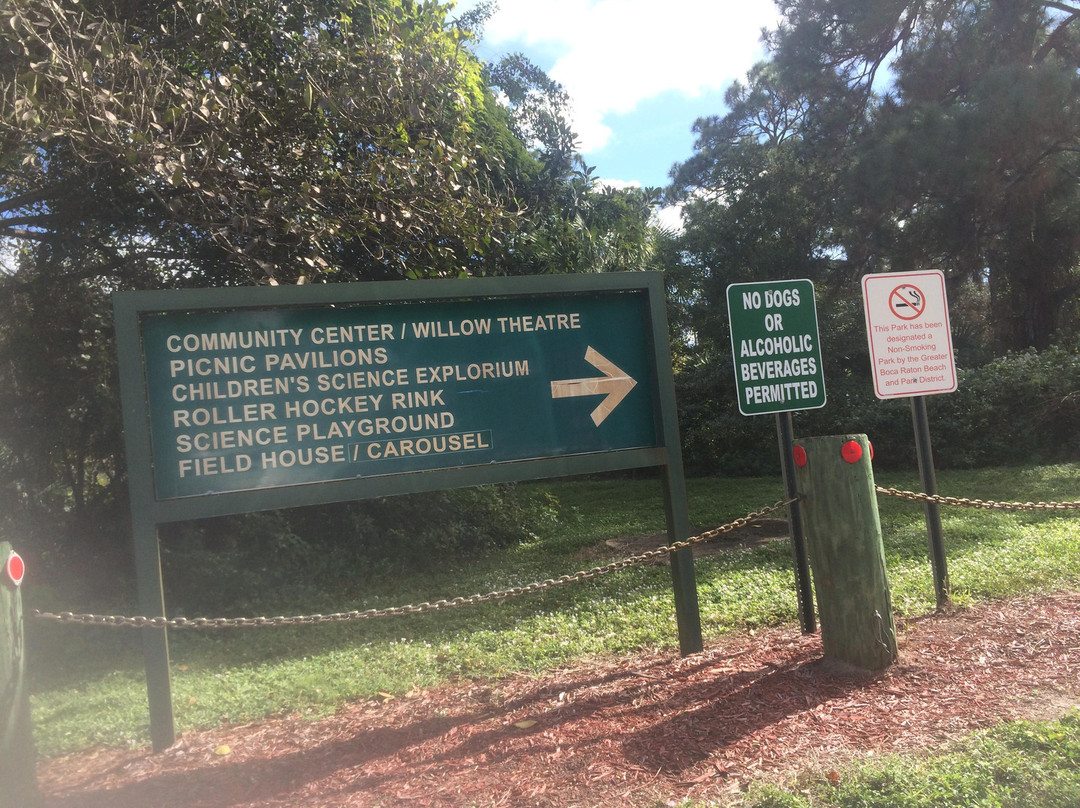 COMMUNITY CENTER / WILLOW THEATRE
PICNIC PAVILIONS
CHILDREN'S SCIENCE EXPLORIUM
ROLLER HOCKEY RINK
SCIENCE PLAYGROUND
FIELD HOUSE / CAROUSEL
NO DOGS
OR
ALCOHOLIC
BEVERAGES
PERMITTED
This Park has been
designated a
Non-Smoking
Park by the Greater
Boca Raton Beach
and Park District.